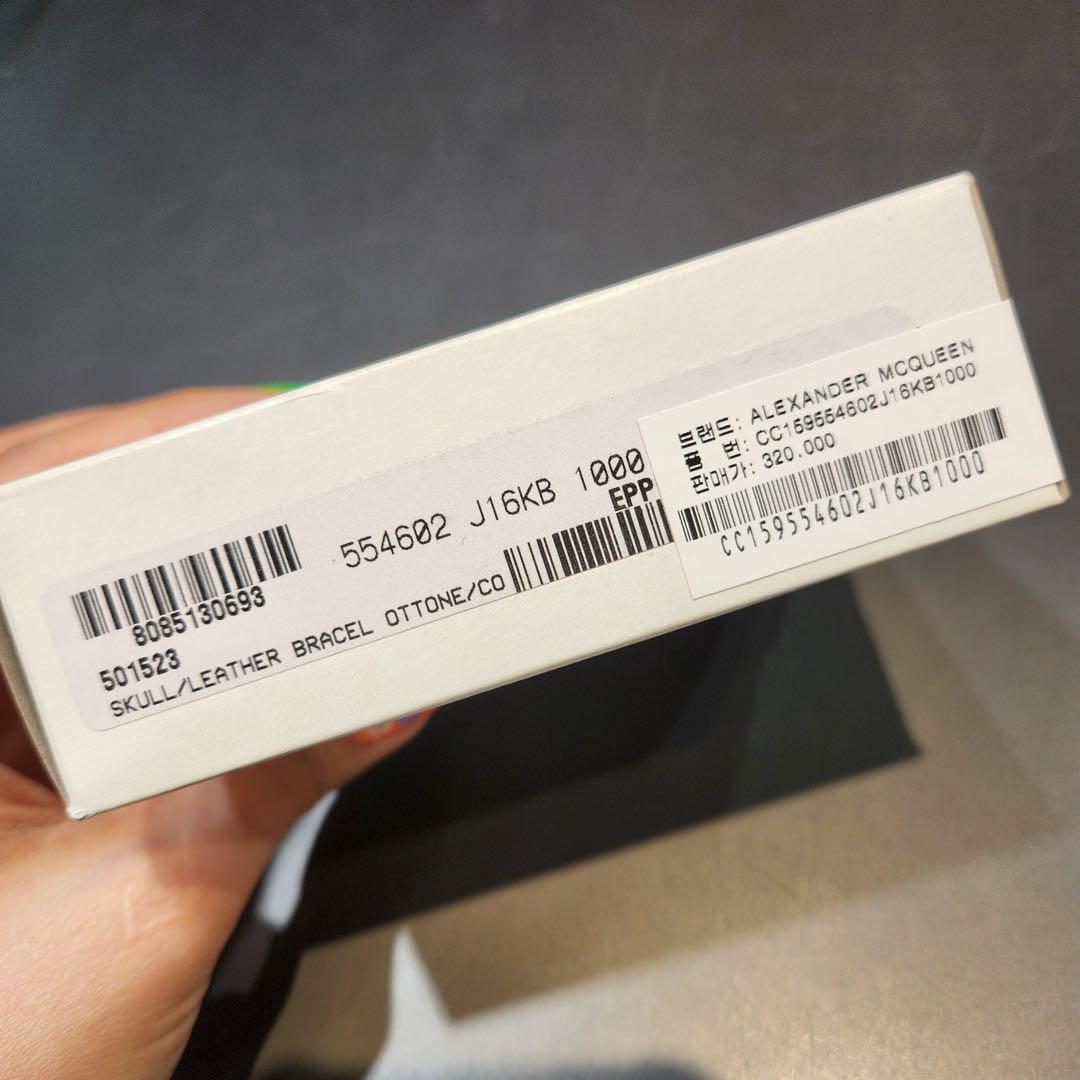 554602 J16KB 1000
EPP
8085130693
501523
SKULL/LEATHER BRACEL OTTONE/CO
브랜드: ALEXANDER MCQUEEN
품 번: CC159554602J16KB1000
판매가: 320.000
CC159554602J16KB1000